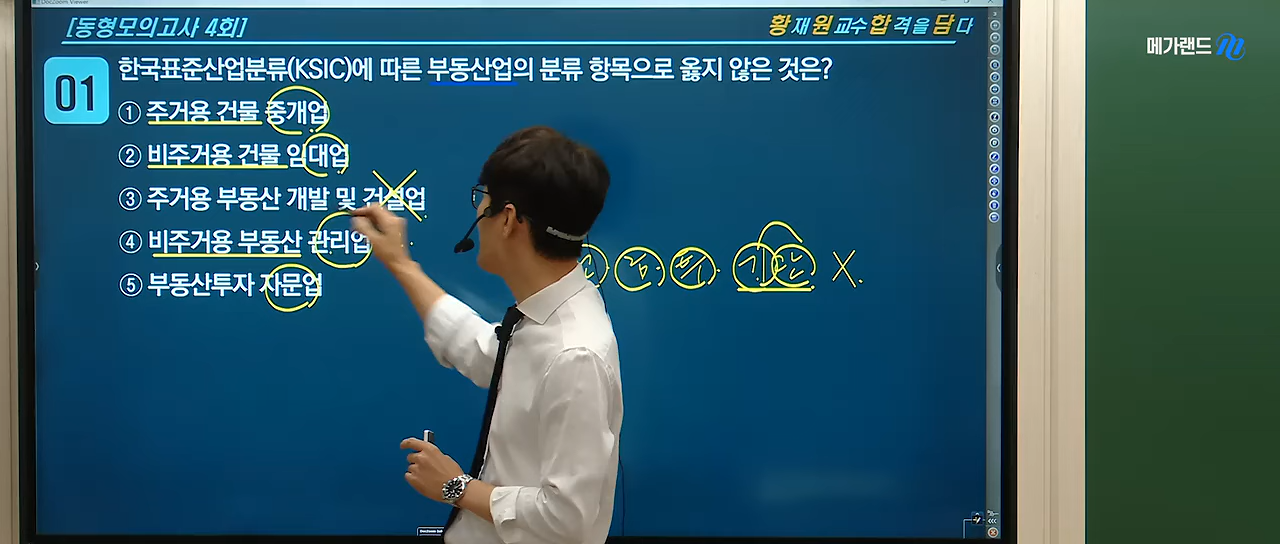 DocZoom Viewer
[동형모의고사 4회]
황재원교수합격을담다
메가랜드
01 한국표준산업분류(KSIC)에 따른 부동산업의 분류 항목으로 옳지 않은 것은?
① 주거용 건물 중개업
② 비주거용 건물 임대업
③ 주거용 부동산 개발 및 건설업
④ 비주거용 부동산 관리업
⑤ 부동산투자 자문업
X.